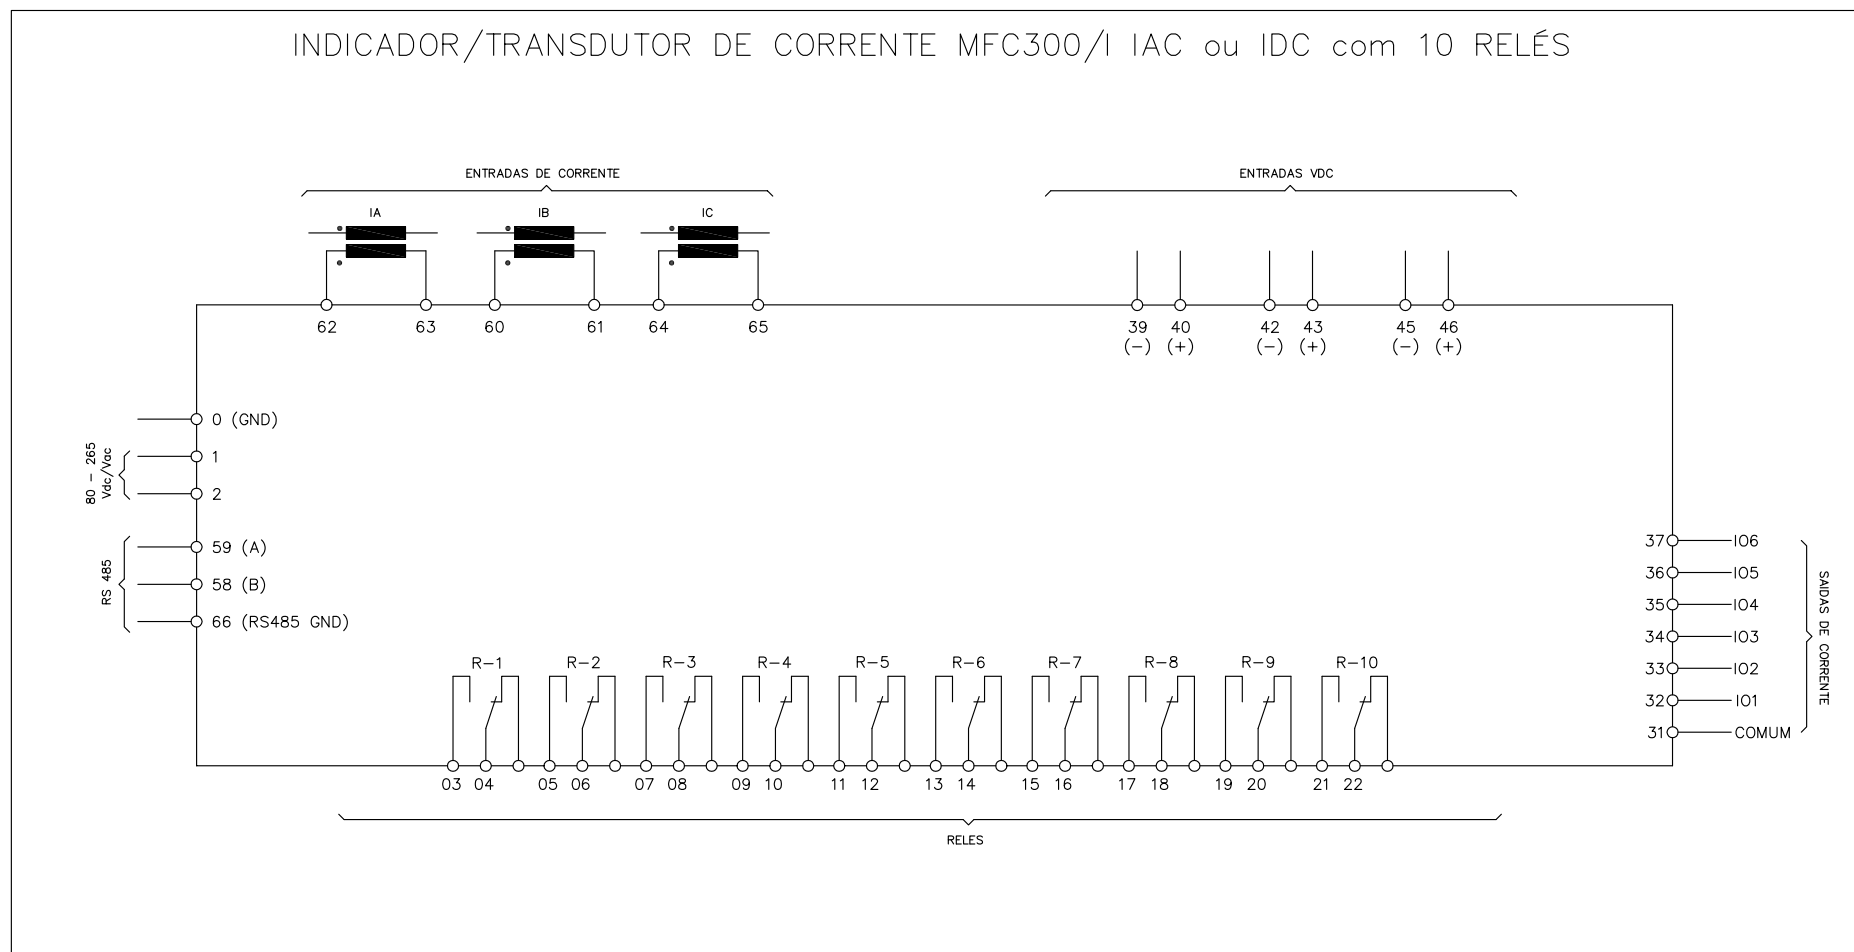 INDICADOR/TRANSDUTOR DE CORRENTE MFC300/I IAC ou IDC com 10 RELÉS
ENTRADAS DE CORRENTE
ENTRADAS VDC
IA
IB
IC
62
63
60
61
64
65
39
40
42
43
45
46
(-)
(+)
(-)
(+)
(-)
(+)
0 (GND)
1
2
80 - 265
Vdc/Vac
59 (A)
58 (B)
66 (RS485 GND)
RS 485
37
IO6
36
IO5
35
IO4
34
IO3
33
IO2
32
IO1
31
COMUM
SAIDAS DE CORRENTE
R-1
R-2
R-3
R-4
R-5
R-6
R-7
R-8
R-9
R-10
03
04
05
06
07
08
09
10
11
12
13
14
15
16
17
18
19
20
21
22
RELES